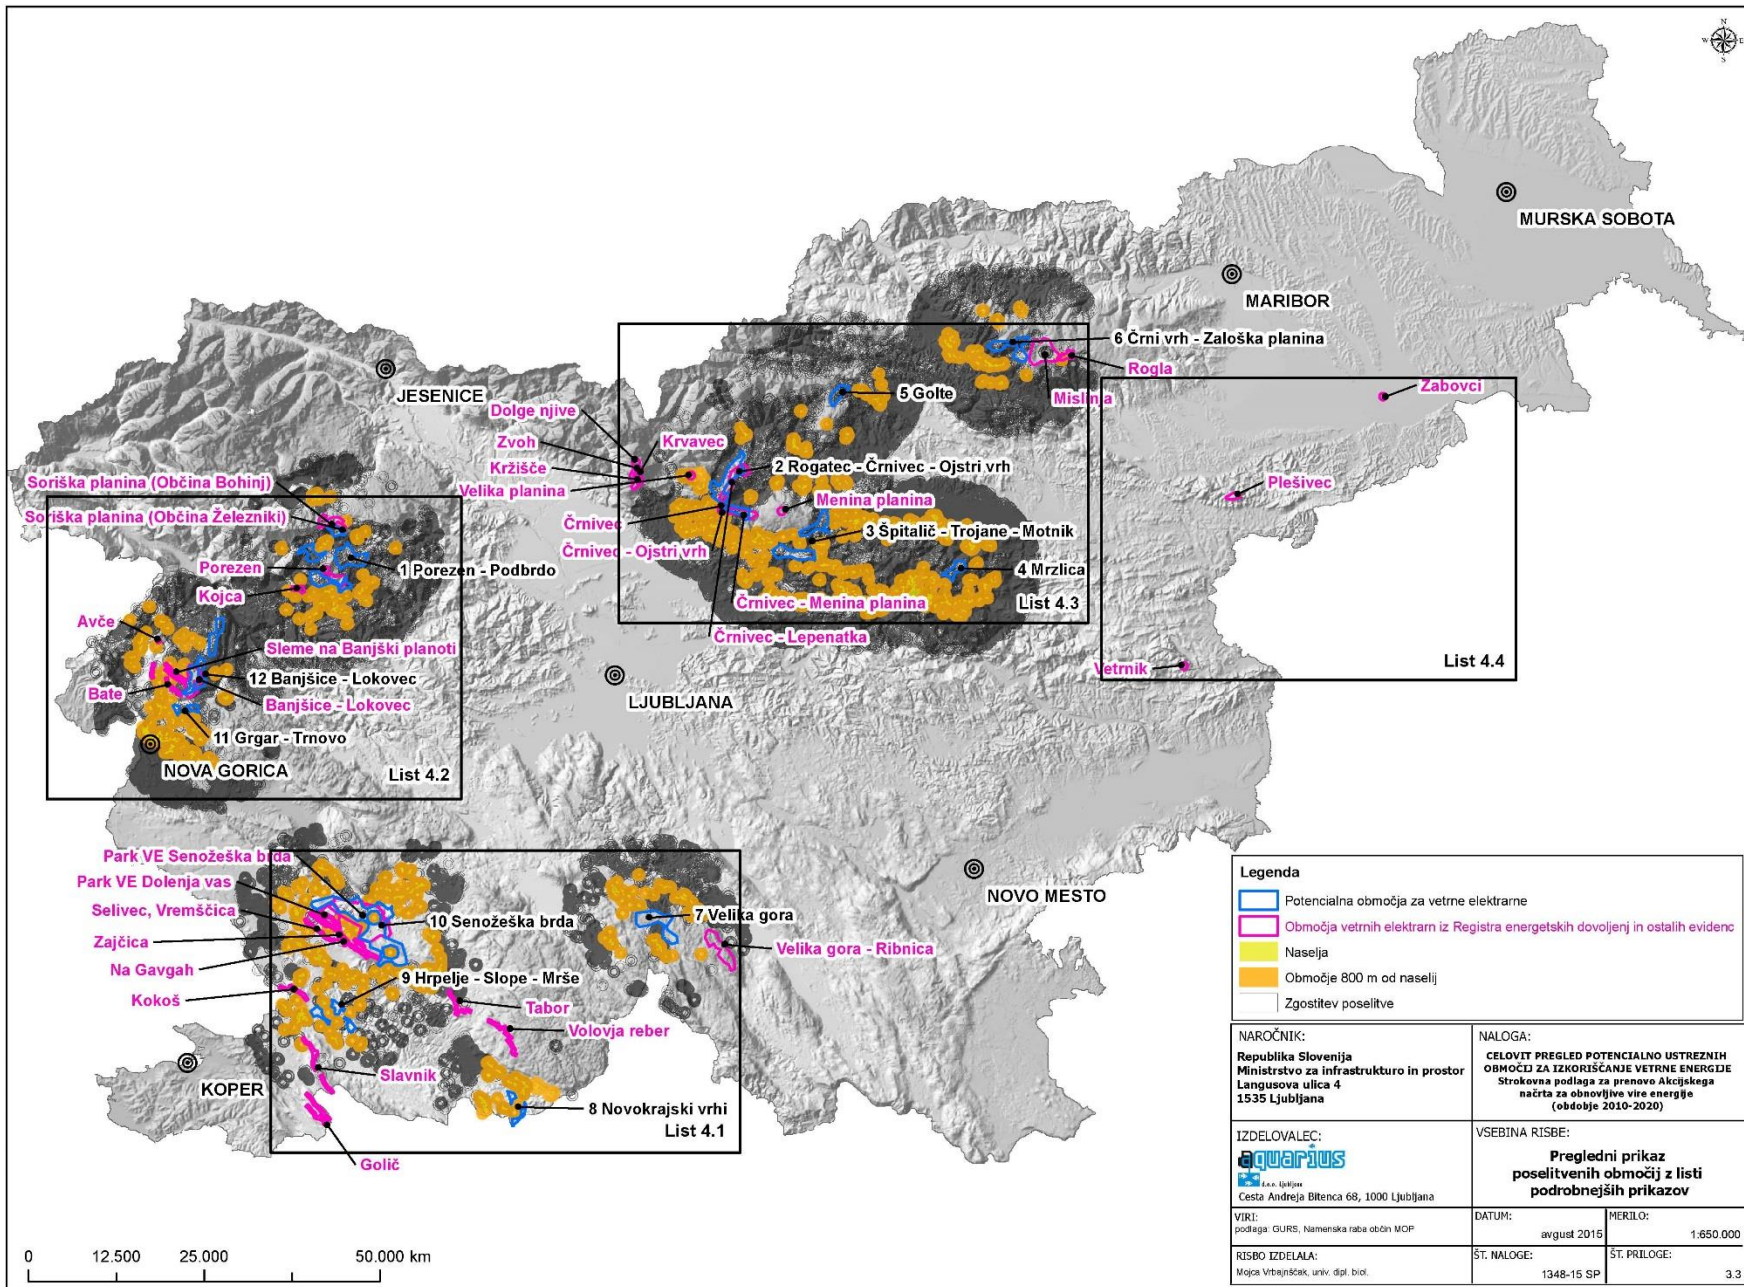 N
W E
S
MURSKA SOBOTA
MARIBOR
6 Črni vrh - Zaloška planina
Rogla
Mislinja
Zabovci
JESENICE
5 Golte
Dolge njive
Zvoh
Krvavec
Kržišče
2 Rogatec - Črnivec - Ojstri vrh
Velika planina
Plešivec
Soriška planina (Občina Bohinj)
Menina planina
Soriška planina (Občina Železniki)
Črnivec
3 Špitalič - Trojane - Motnik
Črnivec - Ojstri vrh
Porezen
1 Porezen - Podbrdo
4 Mrzlica
Kojca
Črnivec - Menina planina
List 4.3
Avče
Črnivec - Lepenatka
Sleme na Banjški planoti
Vetrnik
List 4.4
12 Banjšice - Lokovec
Bate
Banjšice - Lokovec
LJUBLJANA
11 Grgar - Trnovo
NOVA GORICA
List 4.2
Park VE Senožeška brda
Park VE Dolenja vas
NOVO MESTO
Selivec, Vremščica
10 Senožeška brda
7 Velika gora
Zajčica
Velika gora - Ribnica
Na Gavgah
9 Hrpelje - Slope - Mrše
Kokoš
Tabor
Volovja reber
KOPER
Slavnik
8 Novokrajski vrhi
List 4.1
Golič
Legenda
Potencialna območja za vetrne elektrarne
Območja vetrnih elektrarn iz Registra energetskih dovoljenj in ostalih evidenc
Naselja
Območje 800 m od naselij
Zgostitev poselitve
NAROČNIK:
Republika Slovenija
Ministrstvo za infrastrukturo in prostor
Langusova ulica 4
1535 Ljubljana
NALOGA:
CELOVIT PREGLED POTENCIALNO USTREZNIH
OBMOČIJ ZA IZKORIŠČANJE VETRNE ENERGIJE
Strokovna podlaga za prenovo Akcijskega
načrta za obnovljive vire energije
(obdobje 2010-2020)
IZDELOVALEC:
aquarius
d.o.o. Ljubljana
Cesta Andreja Bitenca 68, 1000 Ljubljana
VSEBINA RISBE:
Pregledni prikaz
poselitvenih območij z listi
podrobnejših prikazov
VIRI:
podlaga: GURS, Namenska raba občin MOP
DATUM:
avgust 2015
MERILO:
1:650.000
RISBO IZDELALA:
Mojca Vrbajnščak, univ. dipl. biol.
ŠT. NALOGE:
1348-15 SP
ŠT. PRILOGE:
3.3
0 12.500 25.000 50.000 km